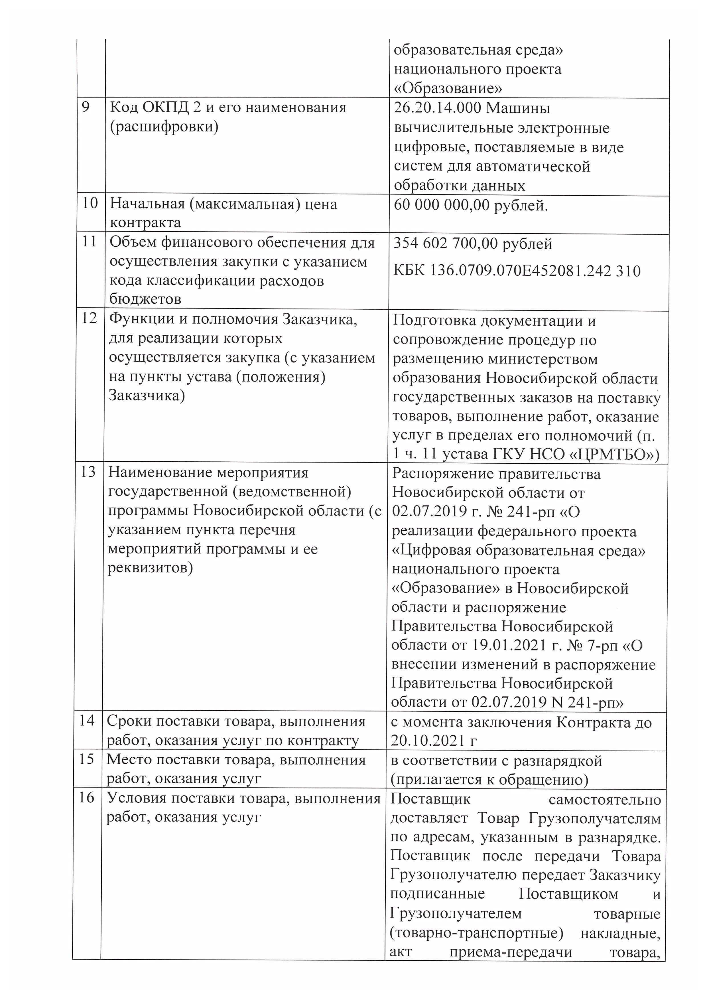 образовательная среда»
национального проекта
«Образование»
9
Код ОКПД 2 и его наименования
(расшифровки)
26.20.14.000 Машины
вычислительные электронные
цифровые, поставляемые в виде
систем для автоматической
обработки данных
10
Начальная (максимальная) цена
контракта
60 000 000,00 рублей.
11
Объем финансового обеспечения для
осуществления закупки с указанием
кода классификации расходов
бюджетов
354 602 700,00 рублей
КБК 136.0709.070Е452081.242 310
12
Функции и полномочия Заказчика,
для реализации которых
осуществляется закупка (с указанием
на пункты устава (положения)
Заказчика)
Подготовка документации и
сопровождение процедур по
размещению министерством
образования Новосибирской области
государственных заказов на поставку
товаров, выполнение работ, оказание
услуг в пределах его полномочий (п.
1 ч. 11 устава ГКУ НСО «ЦРМТБО»)
13
Наименование мероприятия
государственной (ведомственной)
программы Новосибирской области (с
указанием пункта перечня
мероприятий программы и ее
реквизитов)
Распоряжение правительства
Новосибирской области от
02.07.2019 г. № 241-рп «О
реализации федерального проекта
«Цифровая образовательная среда»
национального проекта
«Образование» в Новосибирской
области и распоряжение
Правительства Новосибирской
области от 19.01.2021 г. № 7-рп «О
внесении изменений в распоряжение
Правительства Новосибирской
области от 02.07.2019 N 241-рп»
14
Сроки поставки товара, выполнения
работ, оказания услуг по контракту
с момента заключения Контракта до
20.10.2021 г
15
Место поставки товара, выполнения
работ, оказания услуг
в соответствии с разнарядкой
(прилагается к обращению)
16
Условия поставки товара, выполнения
работ, оказания услуг
Поставщик самостоятельно
доставляет Товар Грузополучателям
по адресам, указанным в разнарядке.
Поставщик после передачи Товара
Грузополучателю передает Заказчику
подписанные Поставщиком и
Грузополучателем товарные
(товарно-транспортные) накладные,
акт приема-передачи товара,